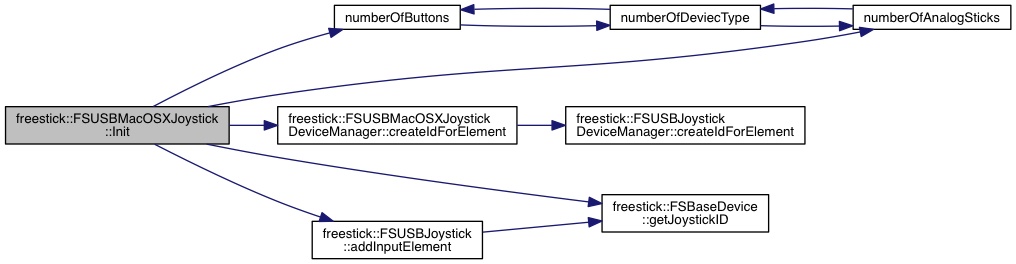 numberOfButtons
numberOfDeviecType
numberOfAnalogSticks
freestick::FSUSBMacOSXJoystick
::Init
freestick::FSUSBMacOSXJoystick
DeviceManager::createIdForElement
freestick::FSUSBJoystick
DeviceManager::createIdForElement
freestick::FSBaseDevice
::getJoystickID
freestick::FSUSBJoystick
::addInputElement